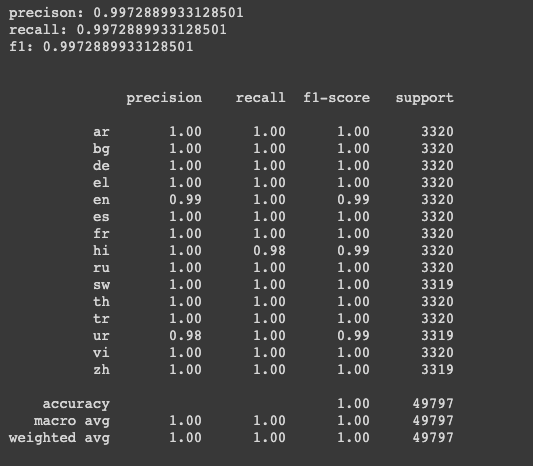 precison: 0.9972889933128501
recall: 0.9972889933128501
f1: 0.9972889933128501
precision recall f1-score support
ar 1.00 1.00 1.00 3320
bg 1.00 1.00 1.00 3320
de 1.00 1.00 1.00 3320
el 1.00 1.00 1.00 3320
en 0.99 1.00 0.99 3320
es 1.00 1.00 1.00 3320
fr 1.00 1.00 1.00 3320
hi 1.00 0.98 0.99 3320
ru 1.00 1.00 1.00 3320
sw 1.00 1.00 1.00 3319
th 1.00 1.00 1.00 3320
tr 1.00 1.00 1.00 3320
ur 0.98 1.00 0.99 3319
vi 1.00 1.00 1.00 3320
zh 1.00 1.00 1.00 3319
accuracy 1.00 49797
macro avg 1.00 1.00 1.00 49797
weighted avg 1.00 1.00 1.00 49797